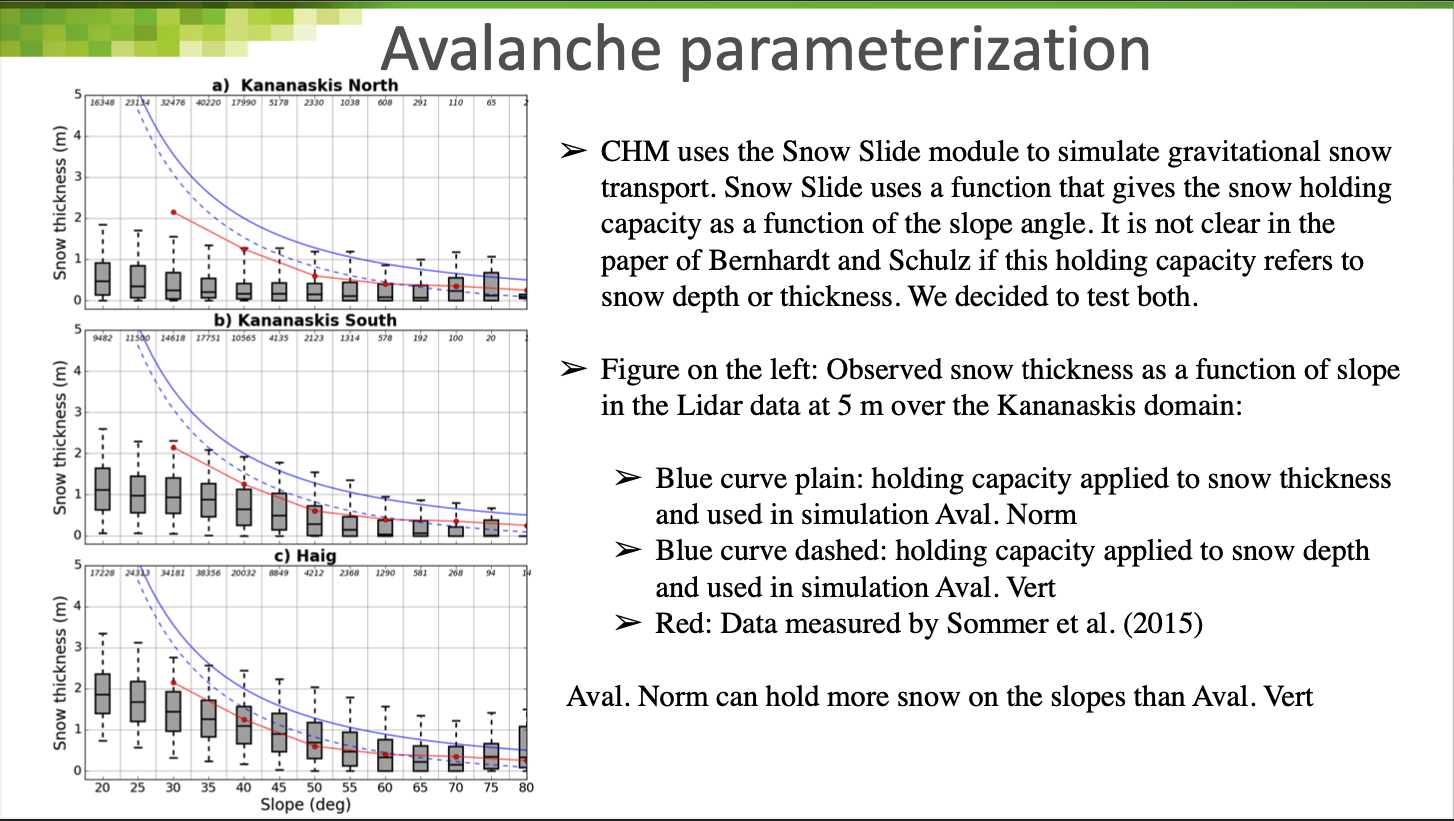 Avalanche parameterization
a) Kananaskis North
Snow thickness (m)
5
4
3
2
1
0
16348 23134 32476 40220 17990 5178 2330 1038 608 291 110 65 2
b) Kananaskis South
Snow thickness (m)
5
4
3
2
1
0
9482 11500 14618 17751 10565 4135 2123 1314 578 192 100 20
c) Haig
Snow thickness (m)
5
4
3
2
1
0
17228 24313 34181 38356 20032 8849 4212 2368 1290 581 268 94 14
20 25 30 35 40 45 50 55 60 65 70 75 80
Slope (deg)
➢ CHM uses the Snow Slide module to simulate gravitational snow
transport. Snow Slide uses a function that gives the snow holding
capacity as a function of the slope angle. It is not clear in the
paper of Bernhardt and Schulz if this holding capacity refers to
snow depth or thickness. We decided to test both.
➢ Figure on the left: Observed snow thickness as a function of slope
in the Lidar data at 5 m over the Kananaskis domain:
➢ Blue curve plain: holding capacity applied to snow thickness
and used in simulation Aval. Norm
➢ Blue curve dashed: holding capacity applied to snow depth
and used in simulation Aval. Vert
➢ Red: Data measured by Sommer et al. (2015)
Aval. Norm can hold more snow on the slopes than Aval. Vert